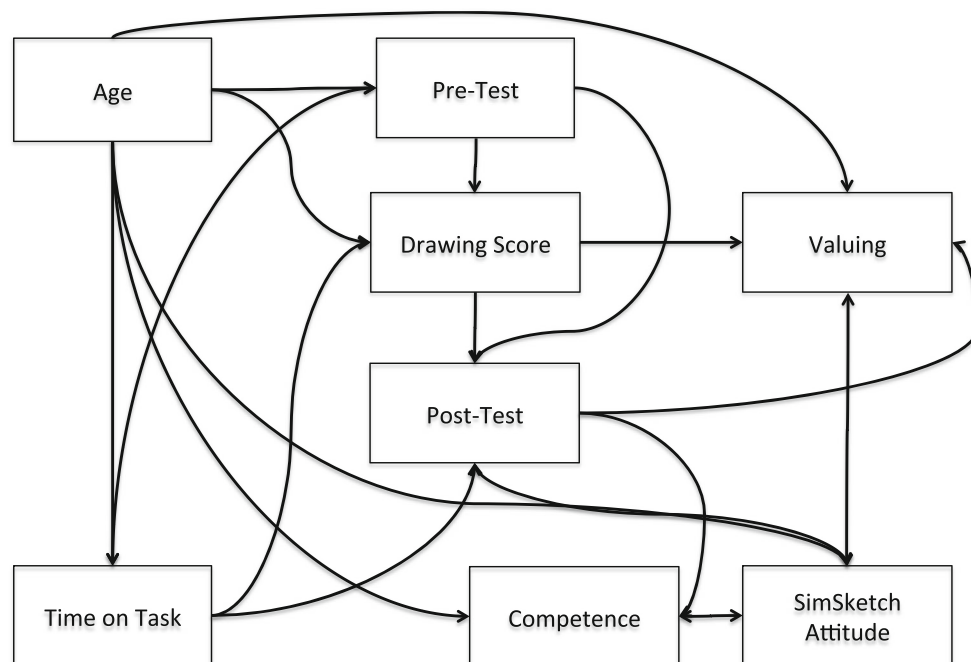 Age
Pre-Test
Drawing Score
Valuing
Post-Test
Time on Task
Competence
SimSketch
Attitude